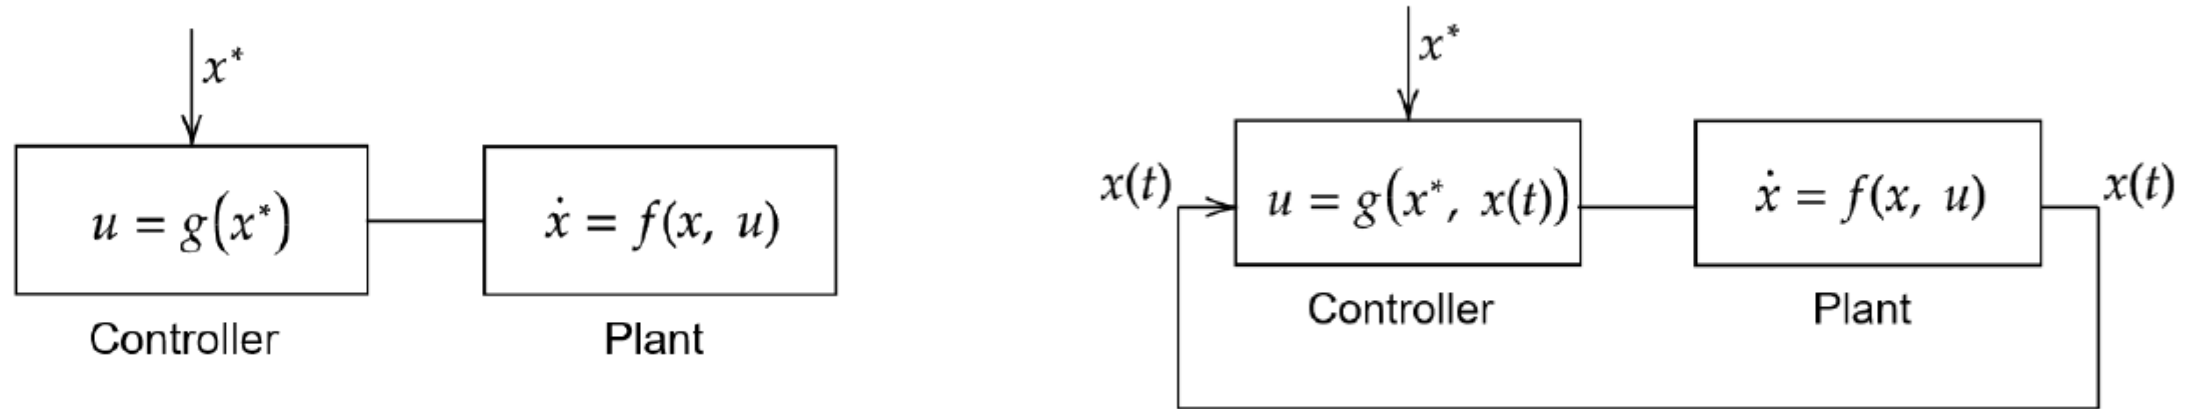 x*
u = g(x*)
ẋ = f(x, u)
Controller
Plant
x*
x(t)
u = g(x*, x(t))
ẋ = f(x, u)
x(t)
Controller
Plant